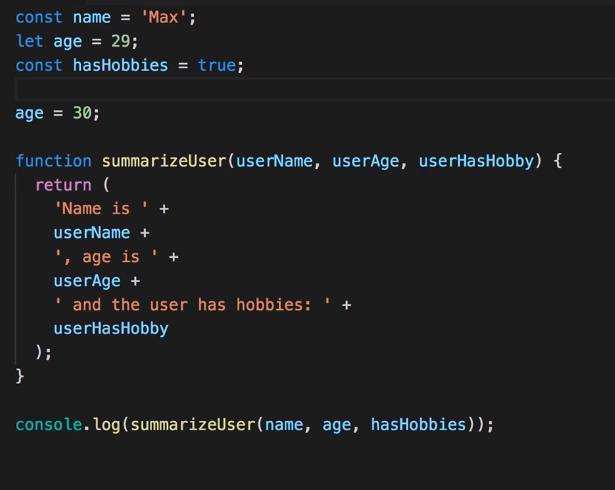 const name = 'Max';
let age = 29;
const hasHobbies = true;
age = 30;
function summarizeUser(userName, userAge, userHasHobby) {
return (
'Name is ' +
userName +
', age is ' +
userAge +
' and the user has hobbies: ' +
userHasHobby
);
}
console.log(summarizeUser(name, age, hasHobbies));